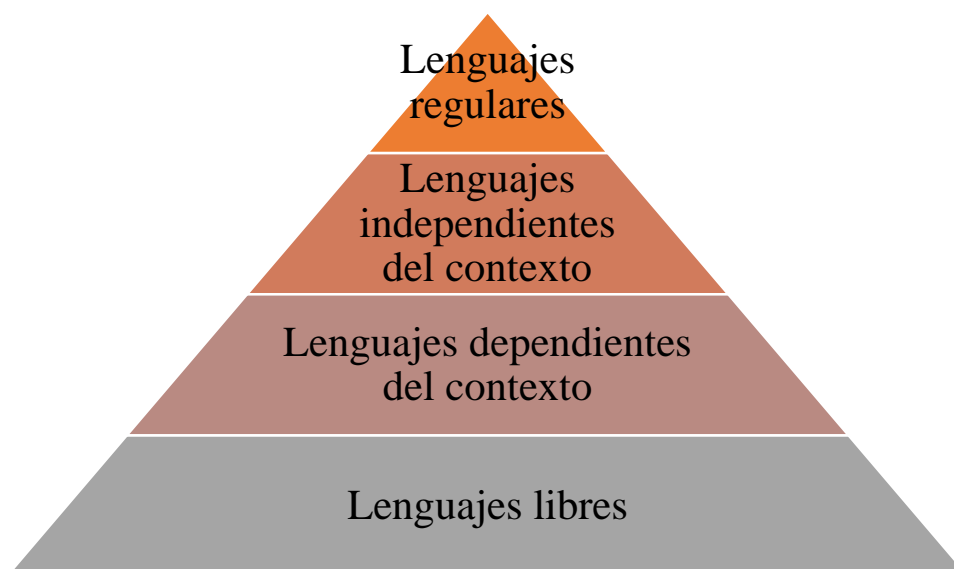 Lenguajes
regulares
Lenguajes
independientes
del contexto
Lenguajes dependientes
del contexto
Lenguajes libres